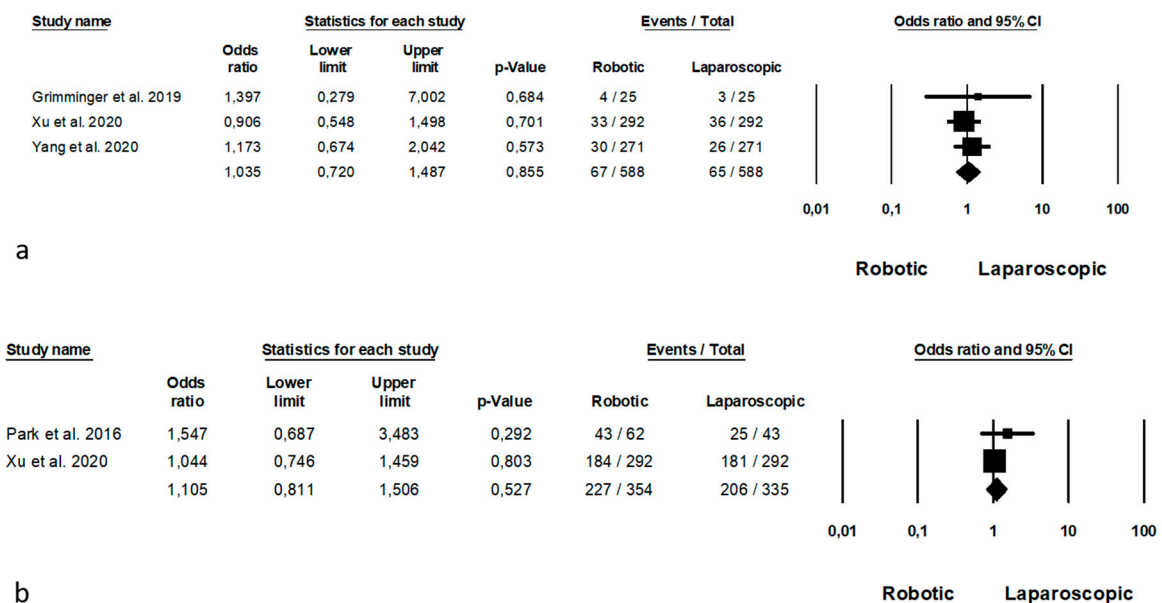 Study name Statistics for each study Events / Total Odds ratio and 95% CI
Odds ratio Lower limit Upper limit p-Value Robotic Laparoscopic
Grimminger et al. 2019 1,397 0,279 7,002 0,684 4 / 25 3 / 25
Xu et al. 2020 0,906 0,548 1,498 0,701 33 / 292 36 / 292
Yang et al. 2020 1,173 0,674 2,042 0,573 30 / 271 26 / 271
1,035 0,720 1,487 0,855 67 / 588 65 / 588
0,01 0,1 1 10 100
a
Robotic Laparoscopic
Study name Statistics for each study Events / Total Odds ratio and 95% CI
Odds ratio Lower limit Upper limit p-Value Robotic Laparoscopic
Park et al. 2016 1,547 0,687 3,483 0,292 43 / 62 25 / 43
Xu et al. 2020 1,044 0,746 1,459 0,803 184 / 292 181 / 292
1,105 0,811 1,506 0,527 227 / 354 206 / 335
0,01 0,1 1 10 100
b
Robotic Laparoscopic